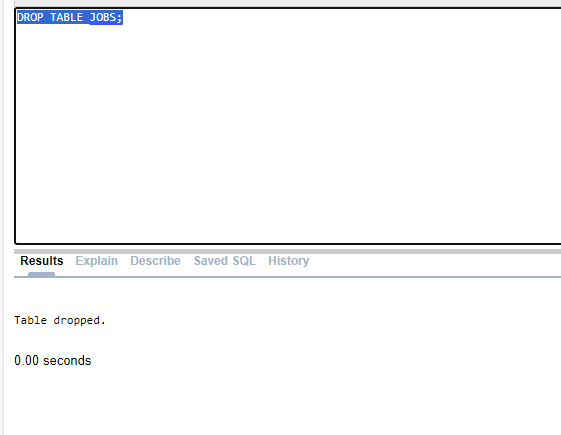 DROP TABLE JOBS;
Results Explain Describe Saved SQL History
Table dropped.
0.00 seconds